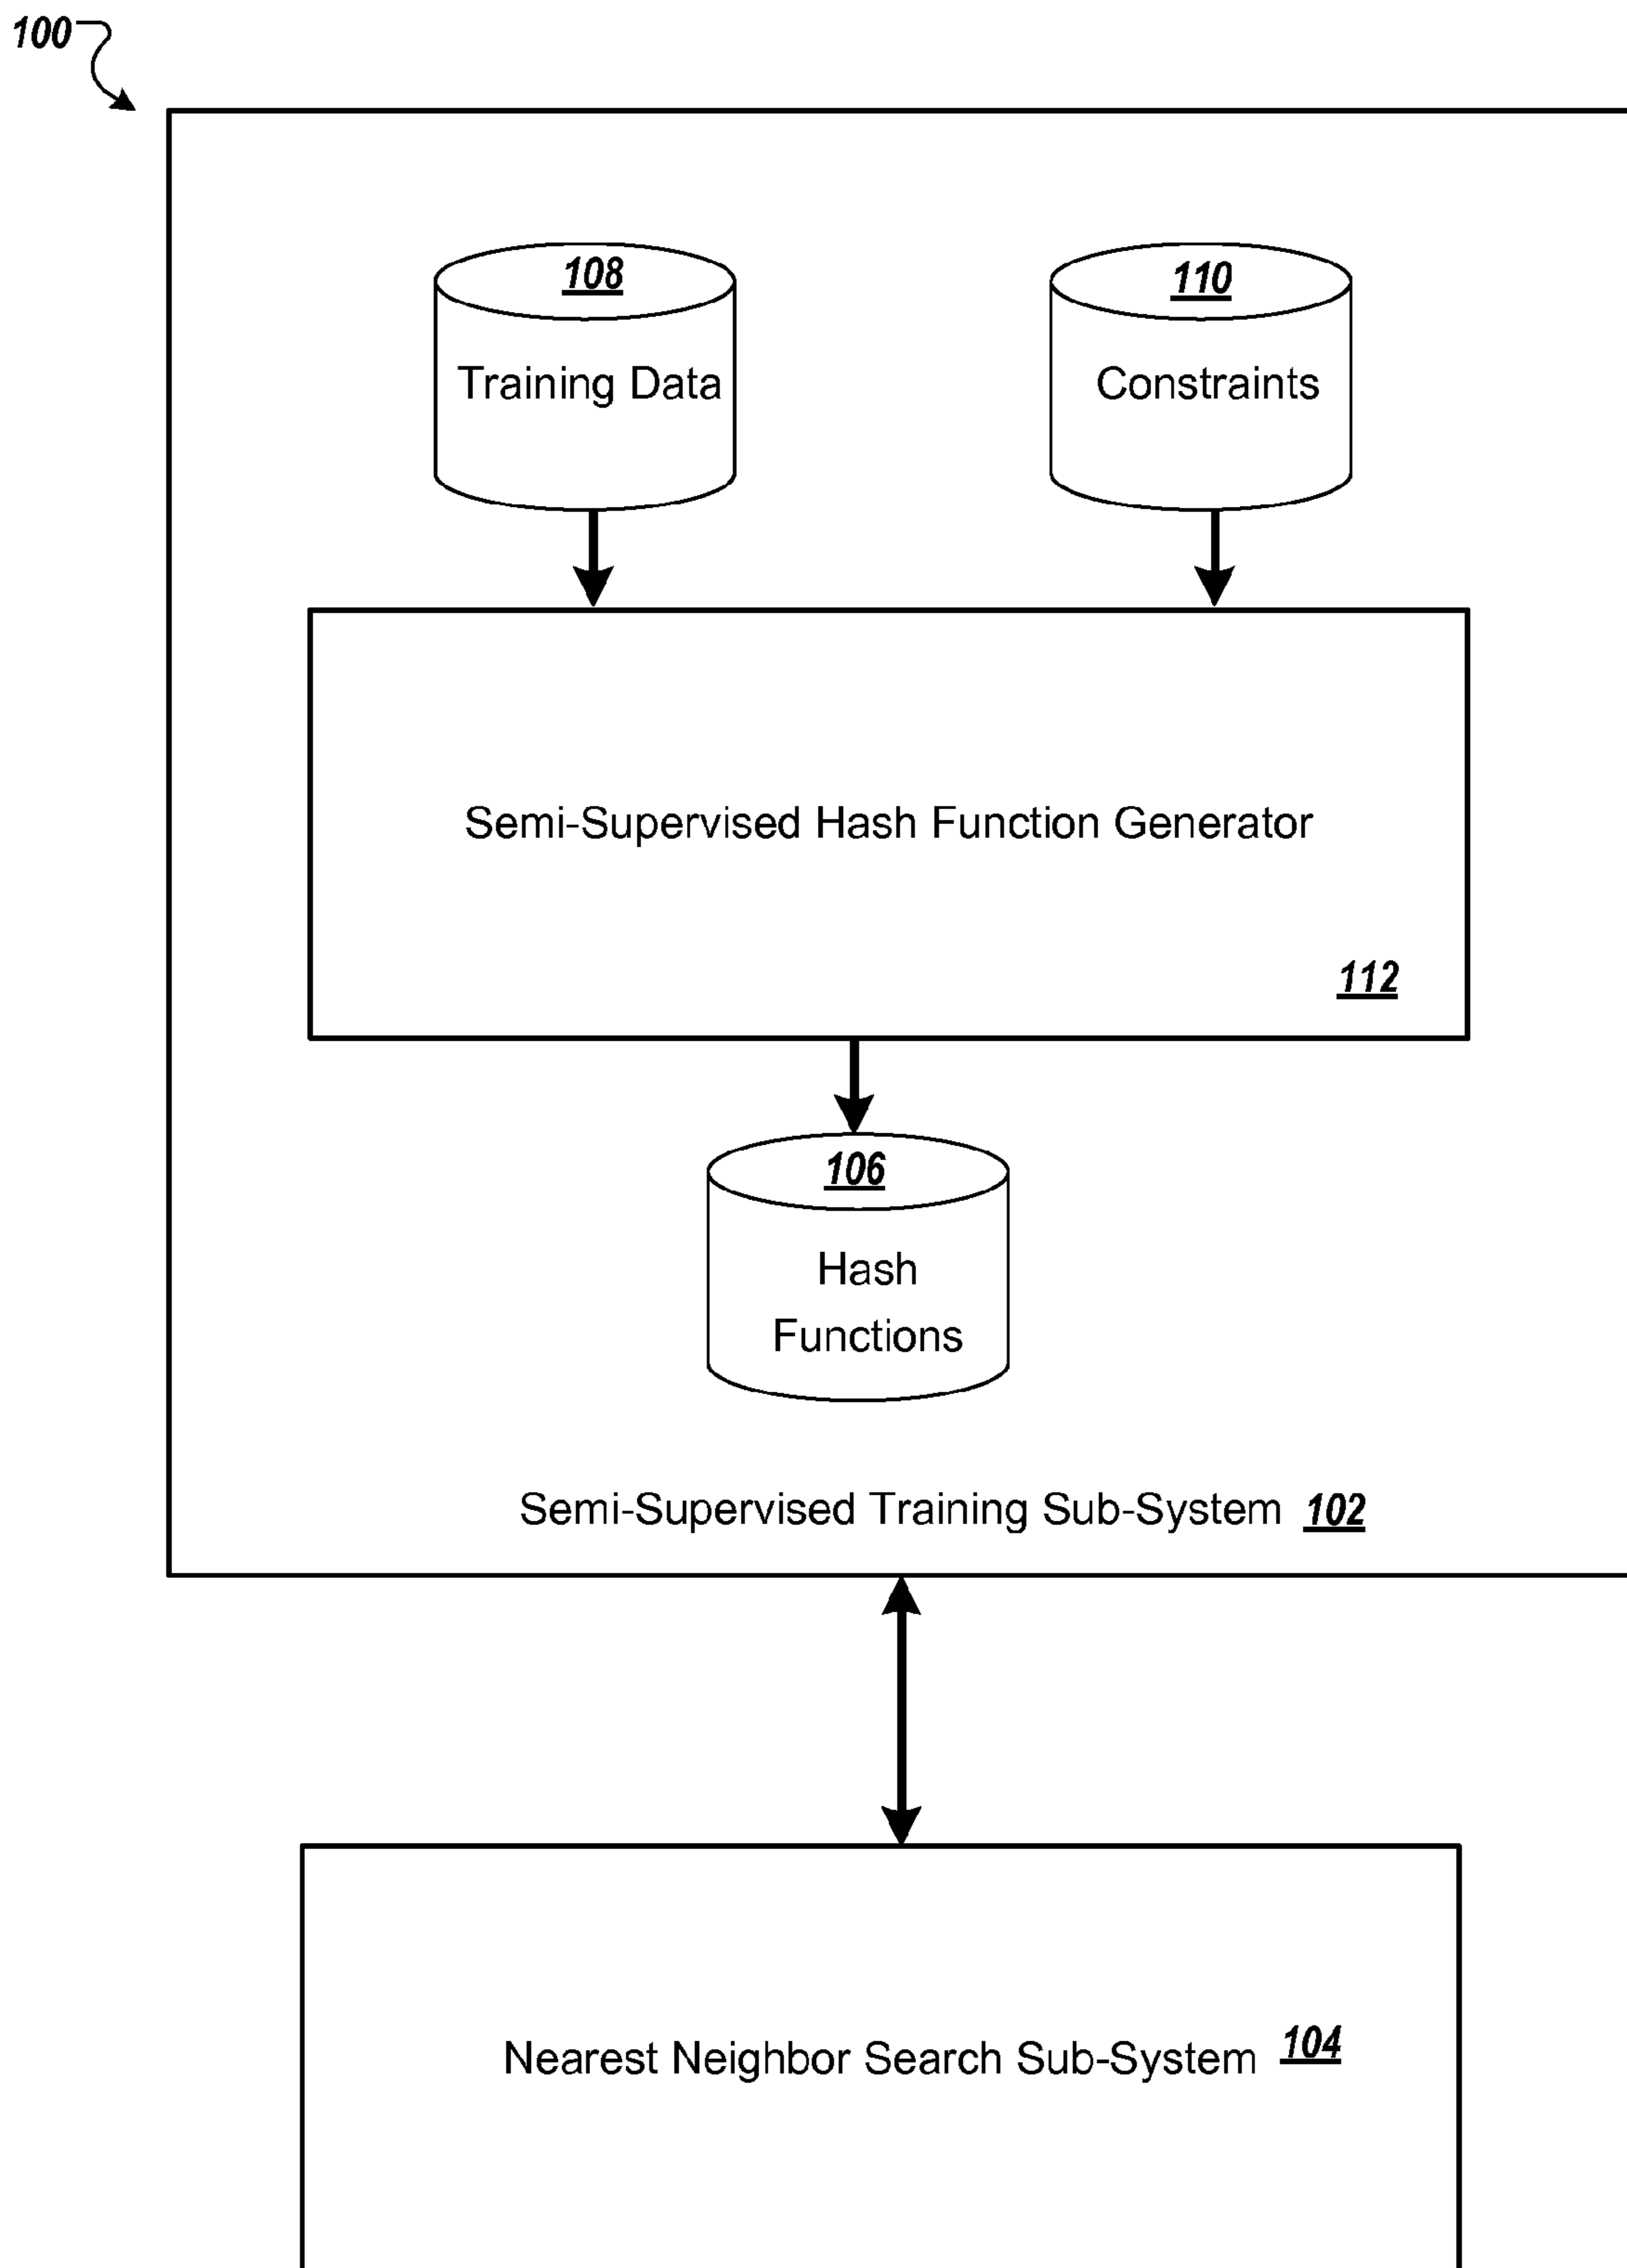 100
108
Training Data
110
Constraints
Semi-Supervised Hash Function Generator
112
106
Hash
Functions
Semi-Supervised Training Sub-System 102
Nearest Neighbor Search Sub-System 104